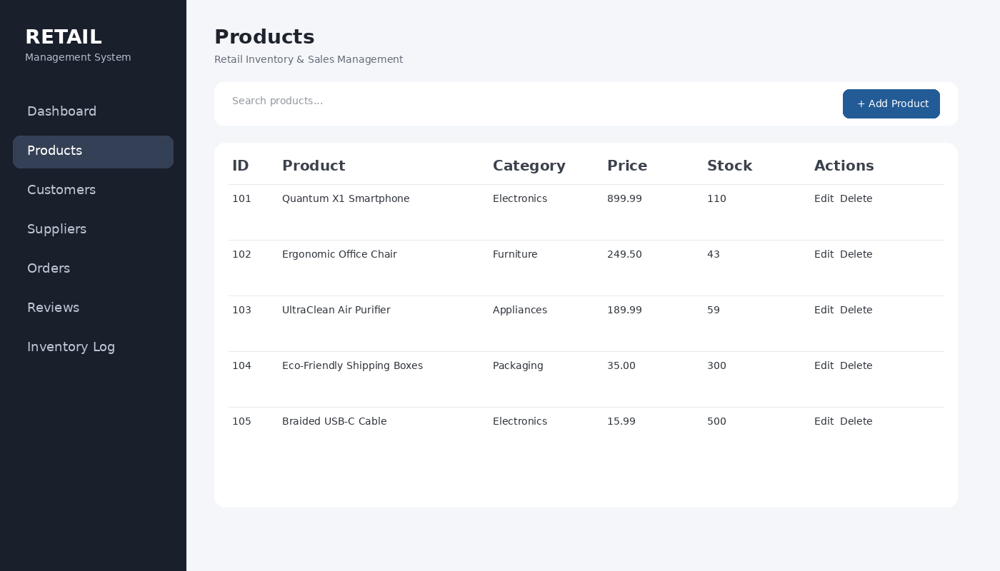 RETAIL
Management System
Dashboard
Products
Customers
Suppliers
Orders
Reviews
Inventory Log
Products
Retail Inventory & Sales Management
Search products...
+ Add Product
ID Product Category Price Stock Actions
101 Quantum X1 Smartphone Electronics 899.99 110 Edit Delete
102 Ergonomic Office Chair Furniture 249.50 43 Edit Delete
103 UltraClean Air Purifier Appliances 189.99 59 Edit Delete
104 Eco-Friendly Shipping Boxes Packaging 35.00 300 Edit Delete
105 Braided USB-C Cable Electronics 15.99 500 Edit Delete